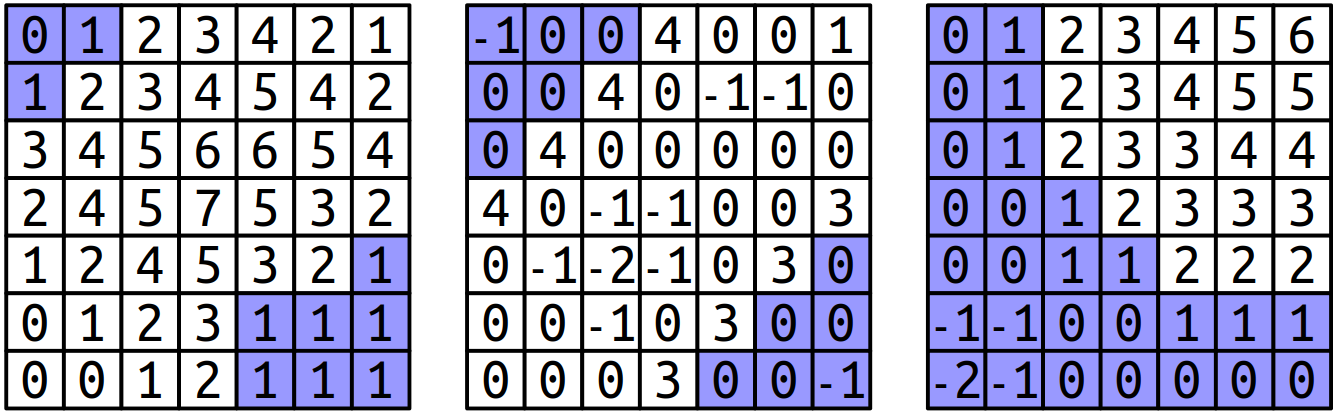 0 1 2 3 4 2 1 -1 0 0 4 0 0 1 0 1 2 3 4 5 6
1 2 3 4 5 4 2 0 0 4 0 -1 -1 0 0 1 2 3 4 5 5
3 4 5 6 6 5 4 0 4 0 0 0 0 0 0 1 2 3 3 4 4
2 4 5 7 5 3 2 4 0 -1 -1 0 0 3 0 0 1 2 3 3 3
1 2 4 5 3 2 1 0 -1 -2 -1 0 3 0 0 0 1 1 2 2 2
0 1 2 3 1 1 1 0 0 -1 0 3 0 0 -1 -1 0 0 1 1 1
0 0 1 2 1 1 1 0 0 0 3 0 0 -1 -2 -1 0 0 0 0 0